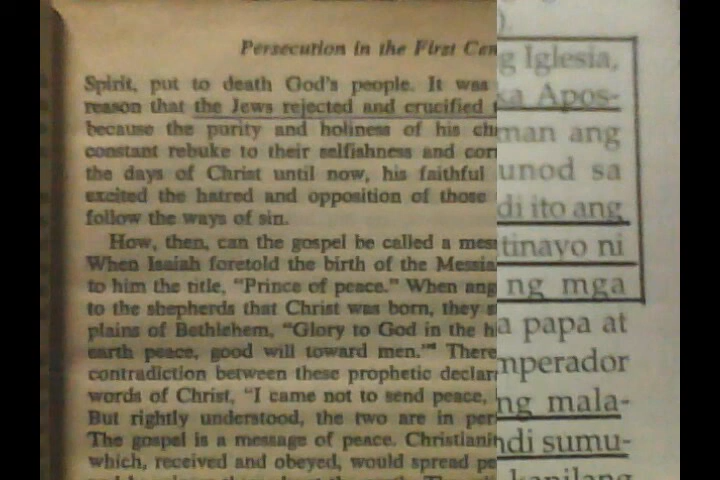 Persecution in the First Cen
Spirit, put to death God's people. It was
reason that the Jews rejected and crucified
because the purity and holiness of his ch
constant rebuke to their selfishness and cor
the days of Christ until now, his faithful
excited the hatred and opposition of those
follow the ways of sin.
How, then, can the gospel be called a mes
When Isaiah foretold the birth of the Messia
to him the title, "Prince of peace." When ang
to the shepherds that Christ was born, they s
plains of Bethlehem, "Glory to God in the h
earth peace, good will toward men." There
contradiction between these prophetic declar
words of Christ, "I came not to send peace,
But rightly understood, the two are in per
The gospel is a message of peace. Christiani
which, received and obeyed, would spread pe
).
g Iglesia,
ka Apos-
man ang
unod sa
di ito ang
tinayo ni
ng mga
a papa at
mperador
ng mala-
ndi sumu-
kanilang